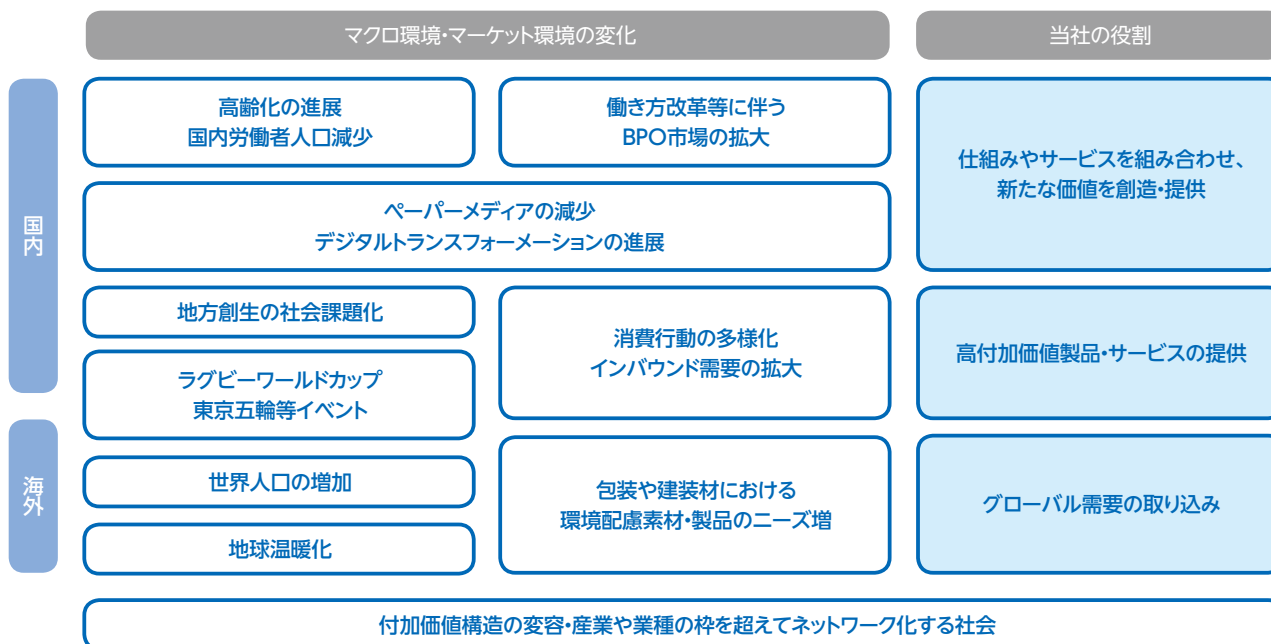 マクロ環境・マーケット環境の変化
当社の役割
国内
高齢化の進展
国内労働者人口減少
働き方改革等に伴う
BPO市場の拡大
仕組みやサービスを組み合わせ、
新たな価値を創造・提供
ペーパーメディアの減少
デジタルトランスフォーメーションの進展
地方創生の社会課題化
消費行動の多様化
インバウンド需要の拡大
高付加価値製品・サービスの提供
ラグビーワールドカップ
東京五輪等イベント
海外
世界人口の増加
包装や建装材における
環境配慮素材・製品のニーズ増
グローバル需要の取り込み
地球温暖化
付加価値構造の変容・産業や業種の枠を超えてネットワーク化する社会